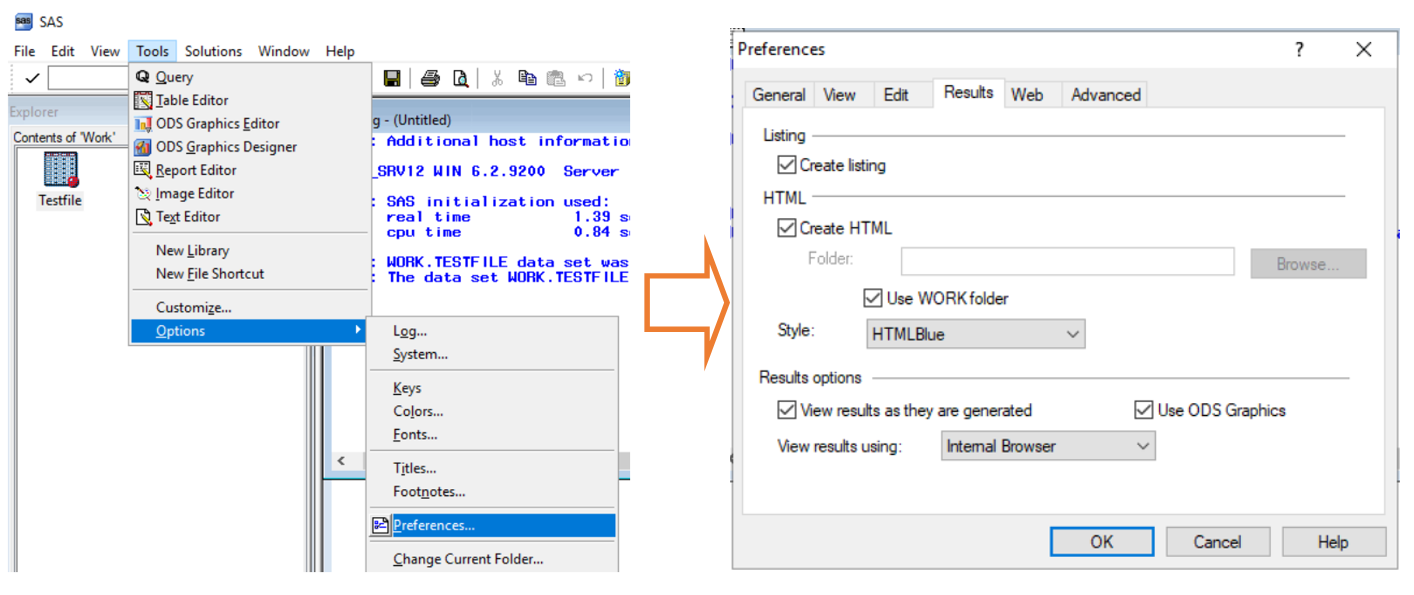 SAS
File Edit View Tools Solutions Window Help
Query
Table Editor
ODS Graphics Editor
ODS Graphics Designer
Report Editor
Image Editor
Text Editor
New Library
New File Shortcut
Customize...
Options
Explorer
Contents of 'Work'
Testfile
g - (Untitled)
: Additional host informatio
_SRV12 WIN 6.2.9200 Server
: SAS initialization used:
real time 1.39 s
cpu time 0.84 s
: WORK.TESTFILE data set was
: The data set WORK.TESTFILE
Log...
System...
Keys
Colors...
Fonts...
Titles...
Footnotes...
Preferences...
Change Current Folder...
Preferences
General View Edit Results Web Advanced
Listing
Create listing
HTML
Create HTML
Folder:
Browse...
Use WORK folder
Style: HTMLBlue
Results options
View results as they are generated Use ODS Graphics
View results using: Internal Browser
OK Cancel Help